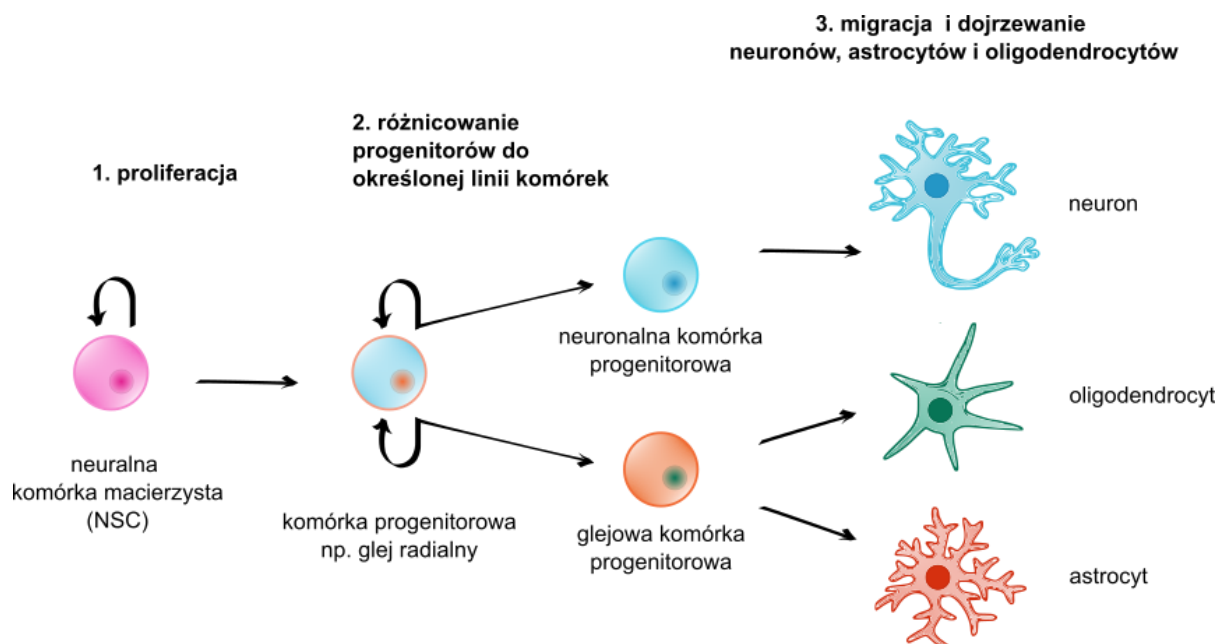 3. migracja i dojrzewanie
neuronów, astrocytów i oligodendrocytów
2. różnicowanie
progenitorów do
określonej linii komórek
1. proliferacja
neuron
neuronalna komórka
progenitorowa
oligodendrocyt
neuralna
komórka macierzysta
(NSC)
komórka progenitorowa
np. glej radialny
glejowa komórka
progenitorowa
astrocyt